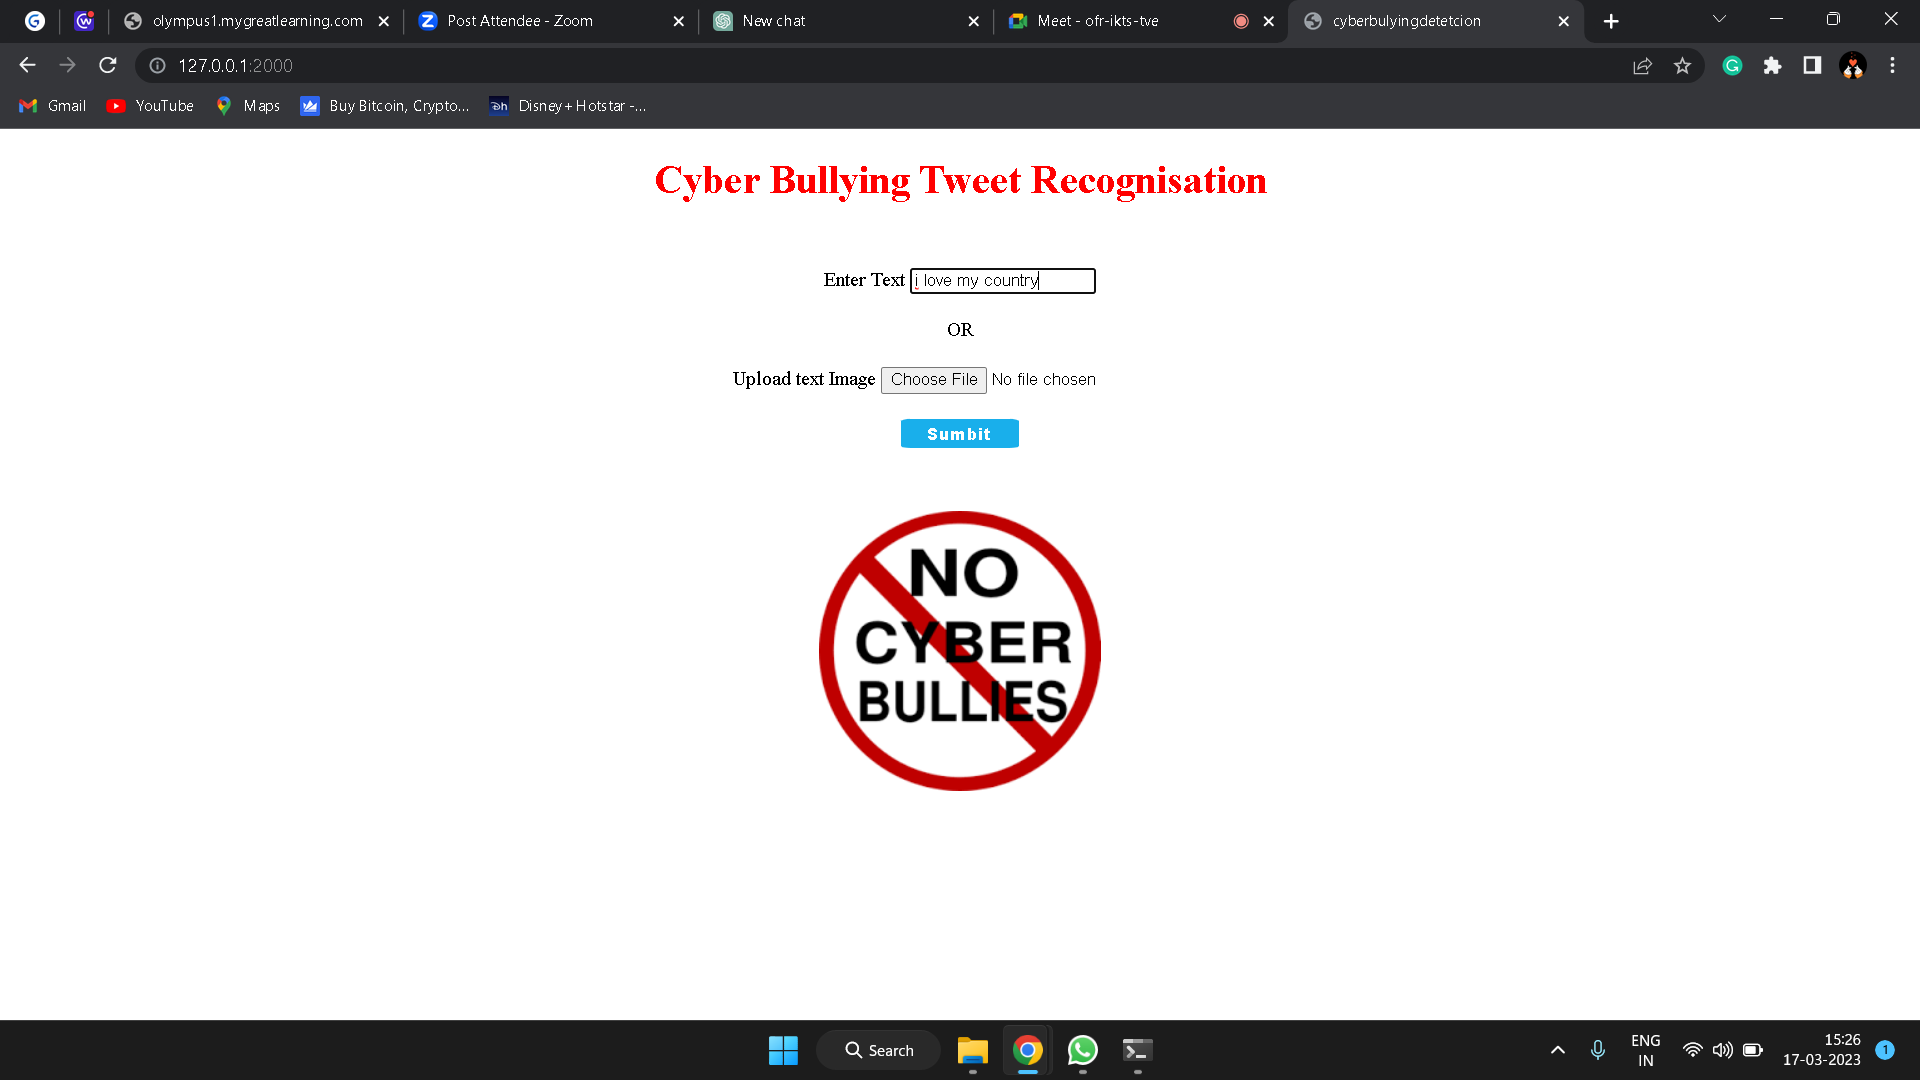 olympus1.mygreatlearning.com
Post Attendee - Zoom
New chat
Meet - ofr-ikts-tve
cyberbulyingdetetcion
127.0.0.1:2000
Gmail
YouTube
Maps
Buy Bitcoin, Crypto...
Disney+ Hotstar -...
Cyber Bullying Tweet Recognisation
Enter Text i love my country
OR
Upload text Image Choose File No file chosen
Sumbit
NO
CYBER
BULLIES
Search
ENG
IN
15:26
17-03-2023
1